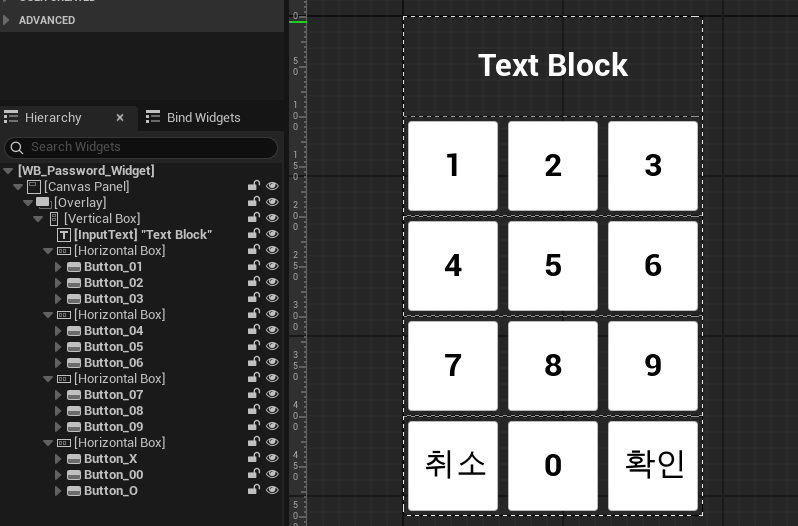 ADVANCED
Hierarchy
Bind Widgets
Search Widgets
[WB_Password_Widget]
[Canvas Panel]
[Overlay]
[Vertical Box]
[InputText] "Text Block"
[Horizontal Box]
Button_01
Button_02
Button_03
[Horizontal Box]
Button_04
Button_05
Button_06
[Horizontal Box]
Button_07
Button_08
Button_09
[Horizontal Box]
Button_X
Button_00
Button_O
Text Block
1 2 3
4 5 6
7 8 9
취소 0 확인